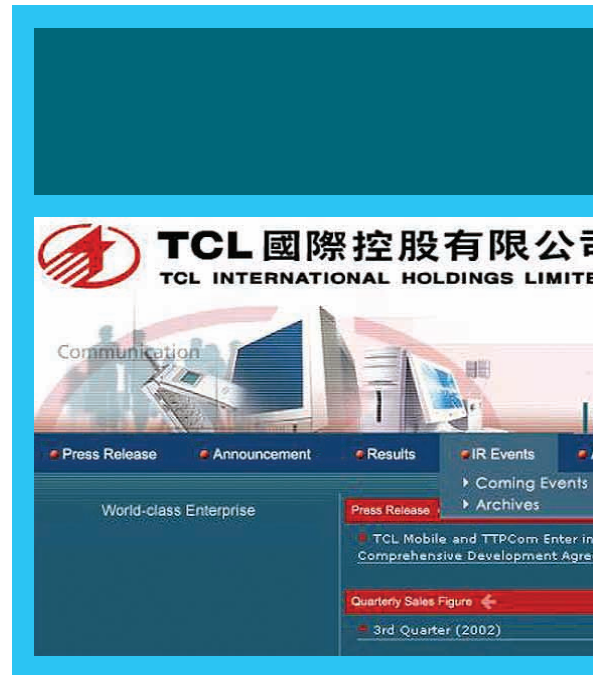 TCL 國際控股有限公司
TCL INTERNATIONAL HOLDINGS LIMITE
Communication
Press Release Announcement Results IR Events A
Coming Events
Archives
World-class Enterprise
Press Release
TCL Mobile and TTPCom Enter in
Comprehensive Development Agre
Quarterly Sales Figure
3rd Quarter (2002)